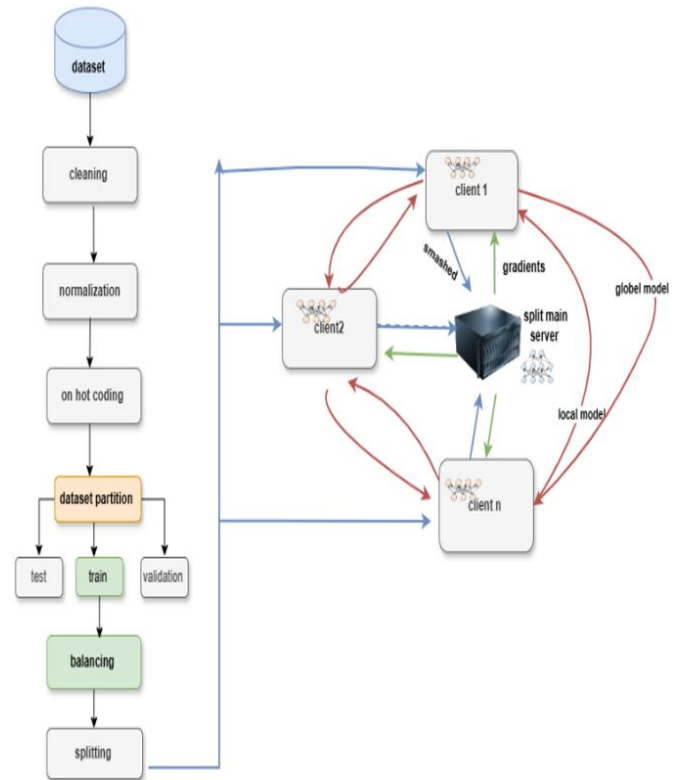 dataset
cleaning
normalization
on hot coding
dataset partition
test
train
validation
balancing
splitting
client 1
smashed
gradients
globel model
client2
split main
server
local model
client n